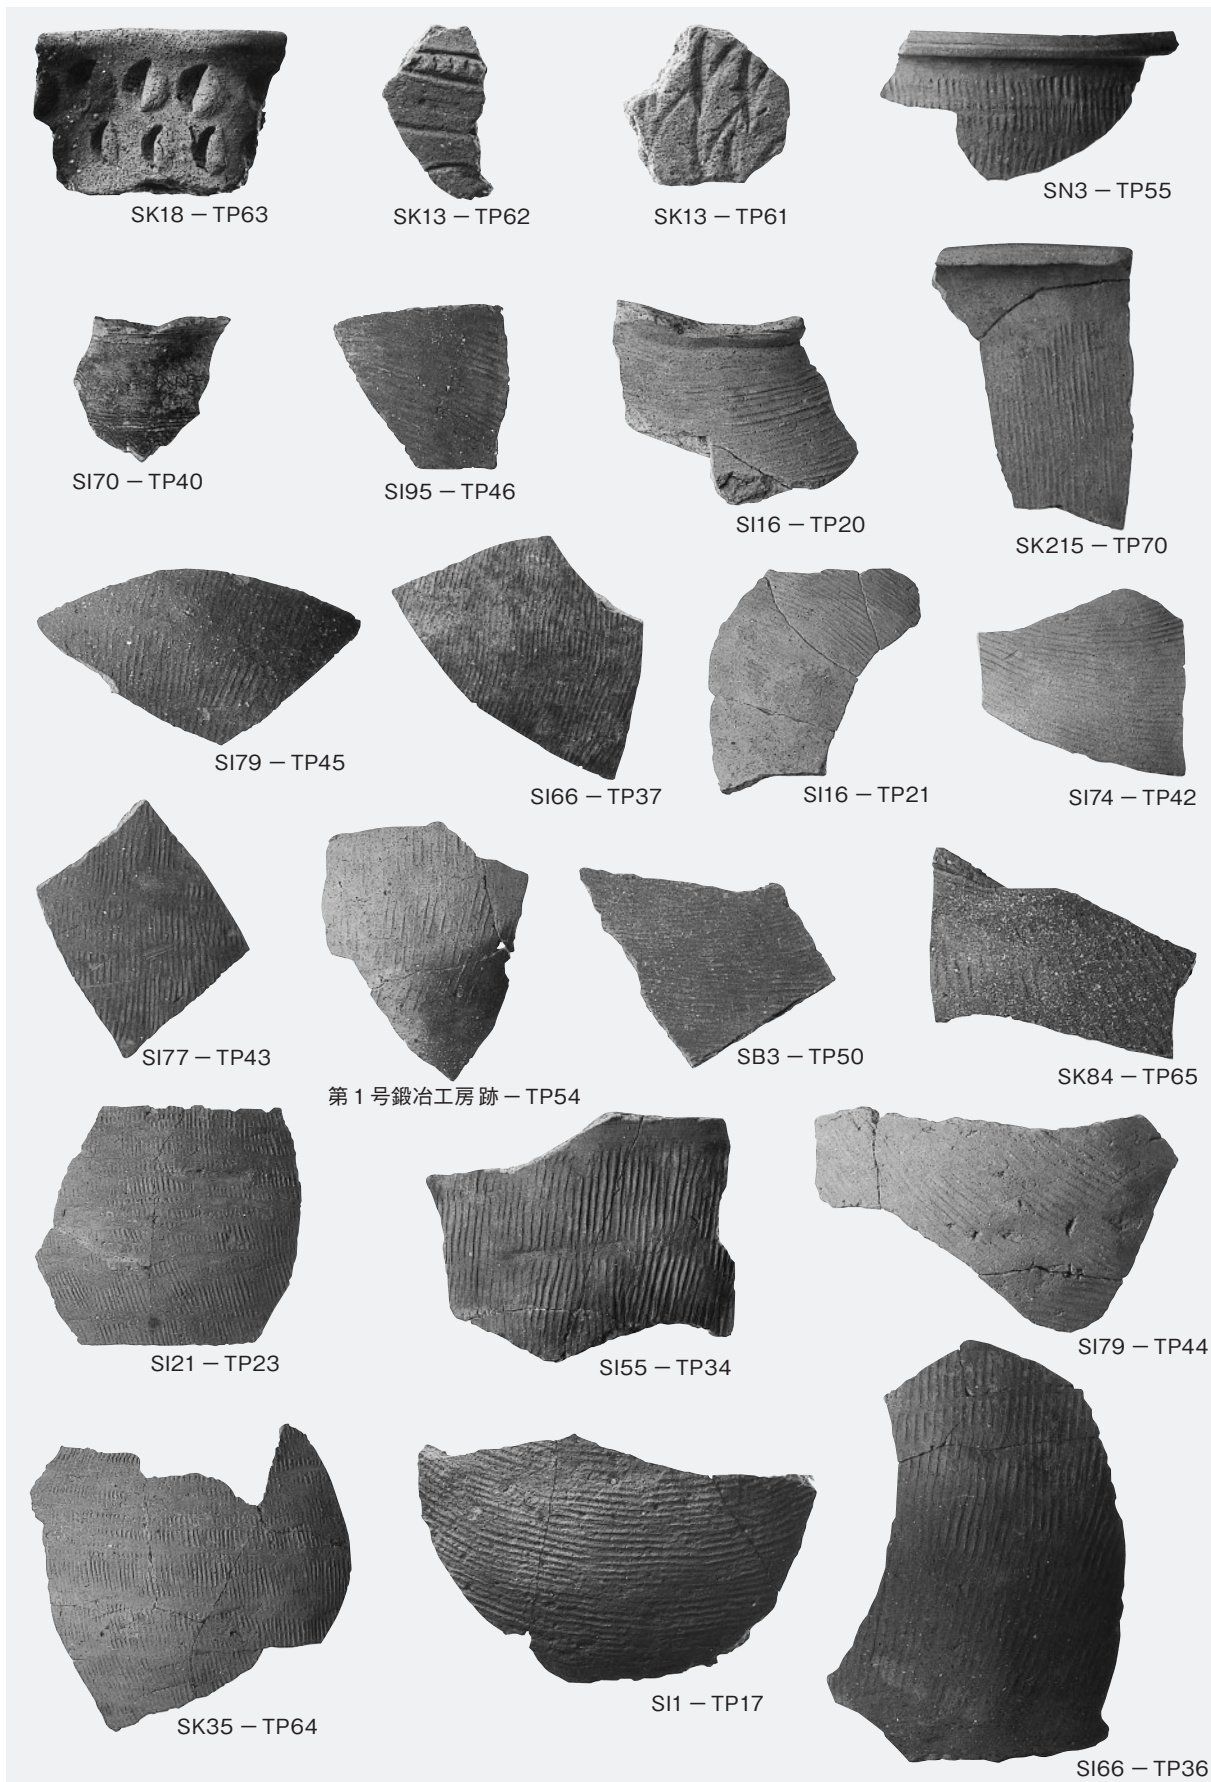 SK18 － TP63
SK13 － TP62
SK13 － TP61
SN3 － TP55
SI70 － TP40
SI95 － TP46
SI16 － TP20
SK215 － TP70
SI79 － TP45
SI66 － TP37
SI16 － TP21
SI74 － TP42
SI77 － TP43
第1号鍛冶工房跡 － TP54
SB3 － TP50
SK84 － TP65
SI21 － TP23
SI55 － TP34
SI79 － TP44
SK35 － TP64
SI1 － TP17
SI66 － TP36